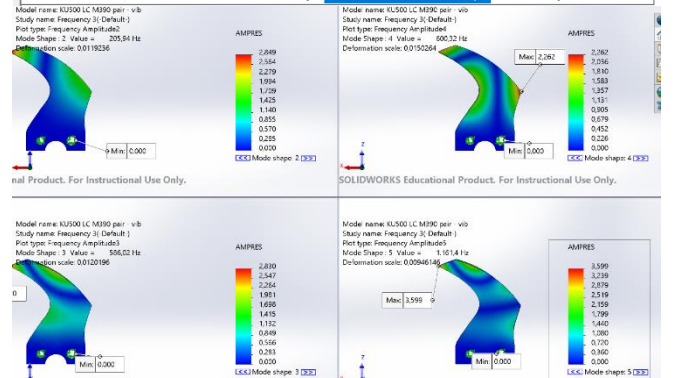 Model name: KU500 LC M390 pair - vib
Study name: Frequency 3(-Default-)
Plot type: Frequency Amplitude2
Mode Shape : 2 Value = 205,94 Hz
Deformation scale: 0,0119236
AMPRES
2,849
2,564
2,279
1,994
1,709
1,425
1,140
0,855
0,570
0,285
0,000
Min: 0,000
<< Mode shape: 2 >>
nal Product. For Instructional Use Only.
Model name: KU500 LC M390 pair - vib
Study name: Frequency 3(-Default-)
Plot type: Frequency Amplitude4
Mode Shape : 4 Value = 600,32 Hz
Deformation scale: 0,0150264
AMPRES
Max: 2,262
2,262
2,036
1,810
1,583
1,357
1,131
0,905
0,679
0,452
0,226
0,000
Min: 0,000
z
x
<< Mode shape: 4 >>
SOLIDWORKS Educational Product. For Instructional Use Only.
Model name: KU500 LC M390 pair - vib
Study name: Frequency 3(-Default-)
Plot type: Frequency Amplitude3
Mode Shape : 3 Value = 586,02 Hz
Deformation scale: 0,0120196
AMPRES
2,830
2,547
2,264
1,981
1,698
1,415
1,132
0,849
0,566
0,283
0,000
0
Min: 0,000
<< Mode shape: 3 >>
Model name: KU500 LC M390 pair - vib
Study name: Frequency 3(-Default-)
Plot type: Frequency Amplitude5
Mode Shape : 5 Value = 1.161,4 Hz
Deformation scale: 0,00946146
AMPRES
3,599
3,239
2,879
2,519
2,159
1,799
1,440
1,080
0,720
0,360
0,000
Max: 3,599
Min: 0,000
z
<< Mode shape: 5 >>